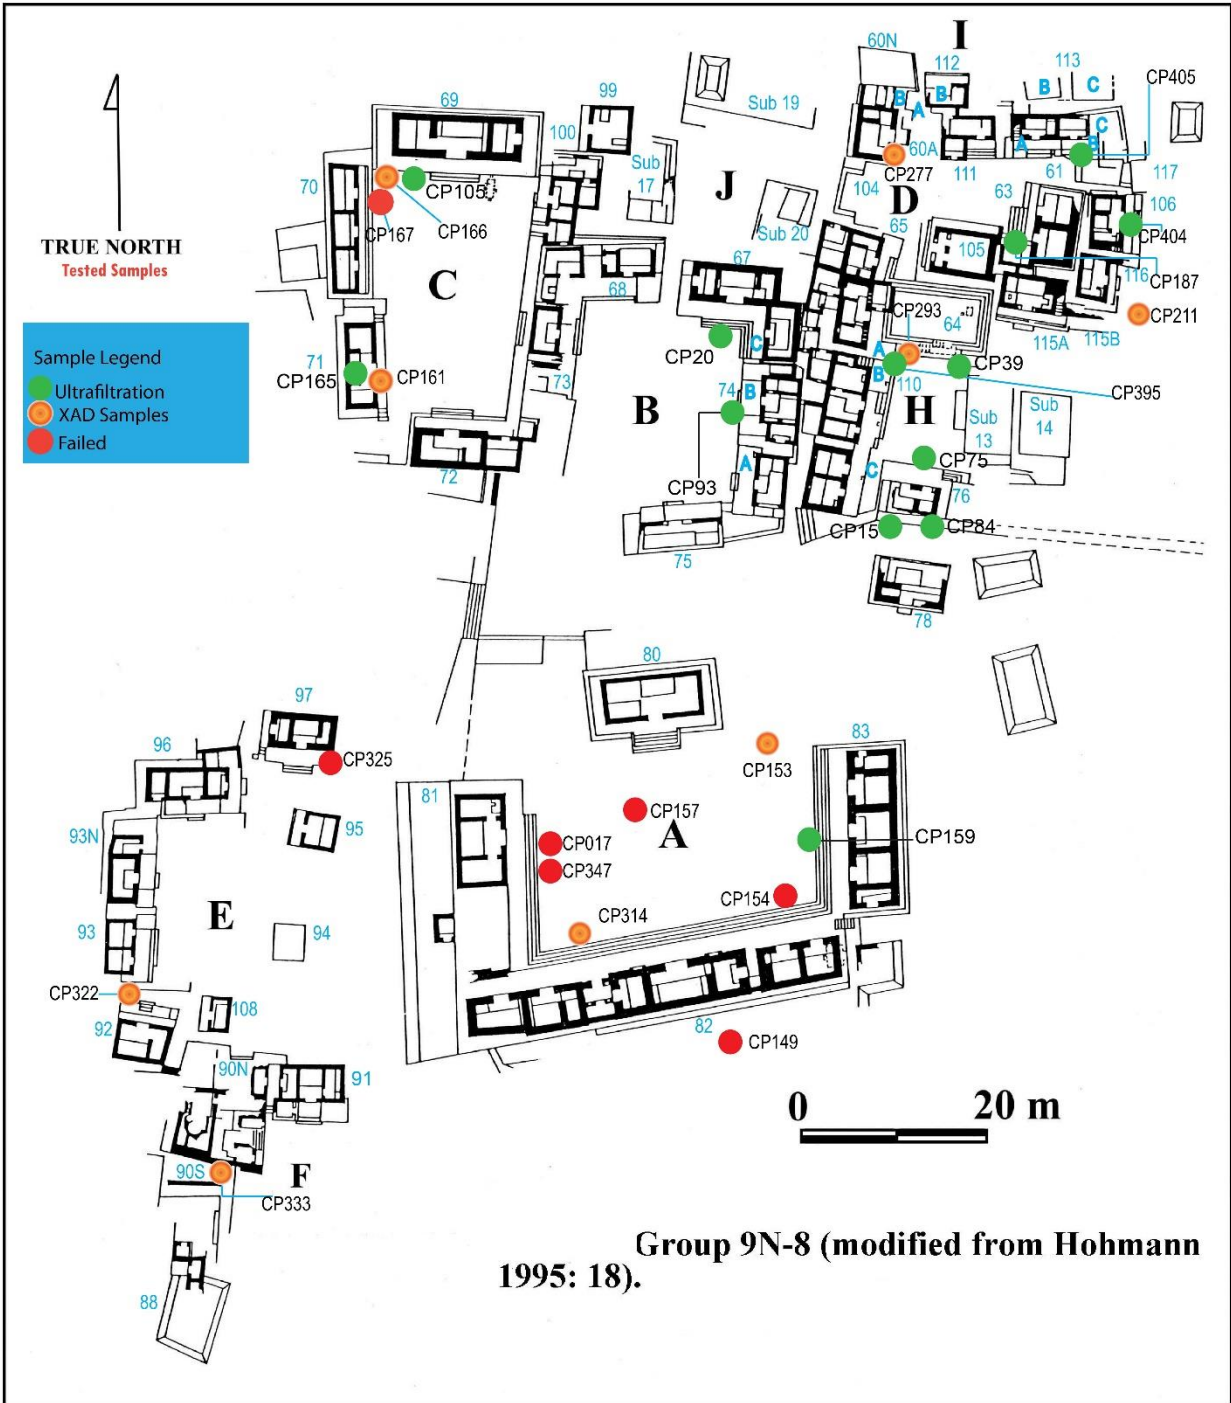 I
60N
112
113
CP405
B
C
69
99
Sub 19
B
B
A
C
100
60A
A
B
CP277
111
61
117
Sub
17
J
104
D
63
70
CP105
106
CP167
CP166
Sub 20
65
105
CP404
TRUE NORTH
Tested Samples
C
68
67
116
CP187
CP293
64
CP211
115A
115B
Sample Legend
Ultrafiltration
XAD Samples
Failed
CP20
C
A
CP39
71
CP165
CP161
73
B
110
CP395
74
B
B
H
Sub
13
Sub
14
72
A
CP93
C
CP75
76
CP15
CP84
75
78
80
97
96
CP325
CP153
83
81
CP157
95
93N
CP017
A
CP159
CP347
CP154
E
CP314
93
94
CP322
108
92
82
CP149
90N
91
0
20 m
90S
F
CP333
Group 9N-8 (modified from Hohmann
1995: 18).
88